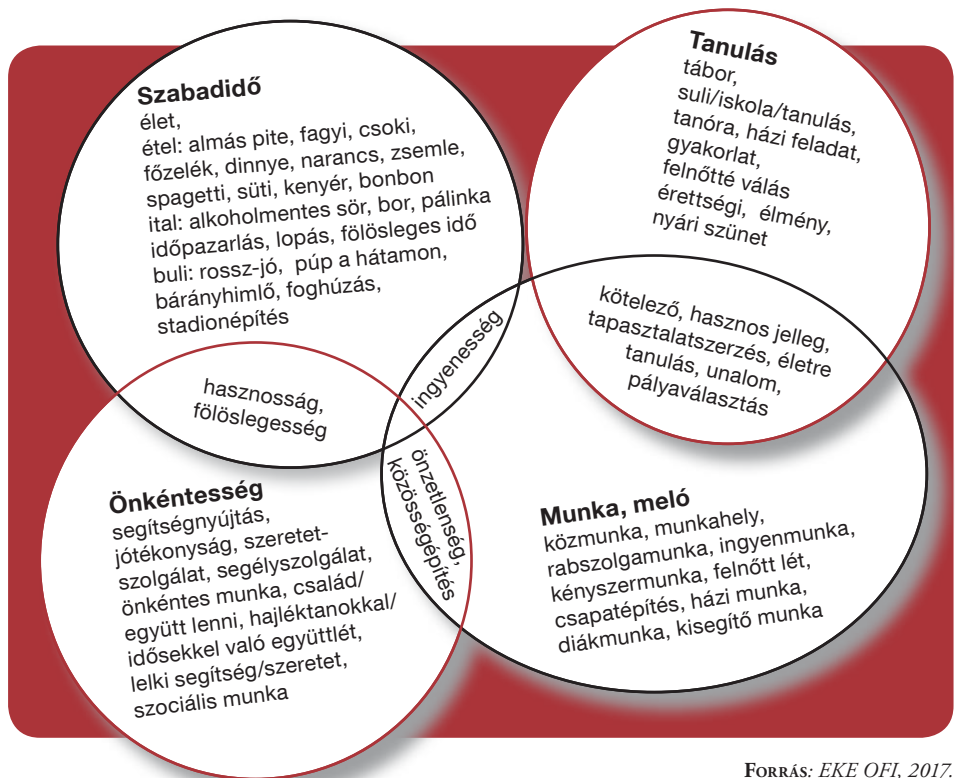 Szabadidő
élet,
étel: almás pite, fagyi, csoki,
főzelék, dinnye, narancs, zsemle,
spagetti, süti, kenyér, bonbon
ital: alkoholmentes sör, bor, pálinka
időpazarlás, lopás, fölösleges idő
buli: rossz-jó, púp a hátamon,
bárányhimlő, foghúzás,
stadionépítés
Tanulás
tábor,
suli/iskola/tanulás,
tanóra, házi feladat,
gyakorlat,
felnőtté válás
érettségi, élmény,
nyári szünet
ingyenesség
kötelező, hasznos jelleg,
tapasztalatszerzés, életre
tanulás, unalom,
pályaválasztás
hasznosság,
fölöslegesség
önzetlenség,
közösségépítés
Önkéntesség
segítségnyújtás,
jótékonyság, szeretet-
szolgálat, segélyszolgálat,
önkéntes munka, család/
együtt lenni, hajléktanokkal/
idősekkel való együttlét,
lelki segítség/szeretet,
szociális munka
Munka, meló
közmunka, munkahely,
rabszolgamunka, ingyenmunka,
kényszermunka, felnőtt lét,
csapatépítés, házi munka,
diákmunka, kisegítő munka
Forrás: EKE OFI, 2017.